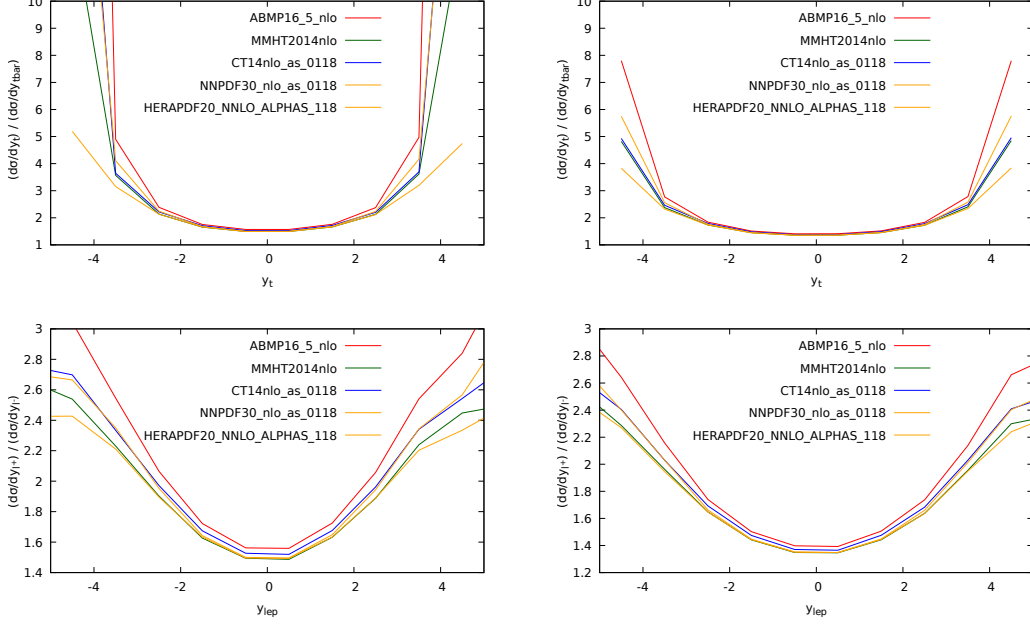 10
9
8
7
6
5
4
3
2
1
-4
-2
0
2
4
(dσ/dyt) / (dσ/dytbar)
yt
ABMP16_5_nlo
MMHT2014nlo
CT14nlo_as_0118
NNPDF30_nlo_as_0118
HERAPDF20_NNLO_ALPHAS_118
10
9
8
7
6
5
4
3
2
1
-4
-2
0
2
4
(dσ/dyt) / (dσ/dytbar)
yt
ABMP16_5_nlo
MMHT2014nlo
CT14nlo_as_0118
NNPDF30_nlo_as_0118
HERAPDF20_NNLO_ALPHAS_118
3
2.8
2.6
2.4
2.2
2
1.8
1.6
1.4
-4
-2
0
2
4
(dσ/dyl+) / (dσ/dyl-)
ylep
ABMP16_5_nlo
MMHT2014nlo
CT14nlo_as_0118
NNPDF30_nlo_as_0118
HERAPDF20_NNLO_ALPHAS_118
3
2.8
2.6
2.4
2.2
2
1.8
1.6
1.4
1.2
-4
-2
0
2
4
(dσ/dyl+) / (dσ/dyl-)
ylep
ABMP16_5_nlo
MMHT2014nlo
CT14nlo_as_0118
NNPDF30_nlo_as_0118
HERAPDF20_NNLO_ALPHAS_118